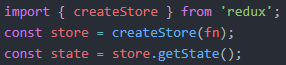 import { createStore } from 'redux';
const store = createStore(fn);
const state = store.getState();